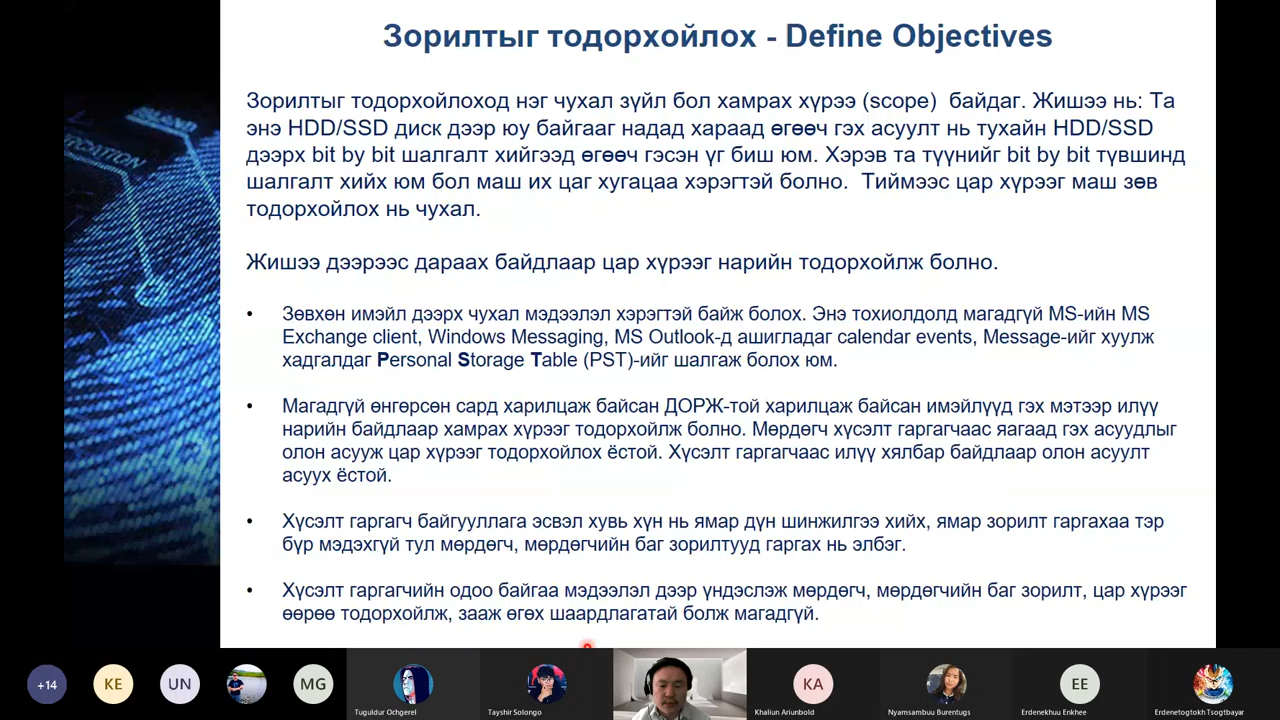 Зорилтыг тодорхойлох - Define Objectives
Зорилтыг тодорхойлоход нэг чухал зүйл бол хамрах хүрээ (scope) байдаг. Жишээ нь: Та
энэ HDD/SSD диск дээр юу байгааг надад хараад өгөөч гэх асуулт нь тухайн HDD/SSD
дээрх bit by bit шалгалт хийгээд өгөөч гэсэн үг биш юм. Хэрэв та түүнийг bit by bit түвшинд
шалгалт хийх юм бол маш их цаг хугацаа хэрэгтэй болно. Тиймээс цар хүрээг маш зөв
тодорхойлох нь чухал.
Жишээ дээрээс дараах байдлаар цар хүрээг нарийн тодорхойлж болно.
• Зөвхөн имэйл дээрх чухал мэдээлэл хэрэгтэй байж болох. Энэ тохиолдолд магадгүй MS-ийн MS
Exchange client, Windows Messaging, MS Outlook-д ашигладаг calendar events, Message-ийг хуулж
хадгалдаг Personal Storage Table (PST)-ийг шалгаж болох юм.
• Магадгүй өнгөрсөн сард харилцаж байсан ДОРЖ-той харилцаж байсан имэйлүүд гэх мэтээр илүү
нарийн байдлаар хамрах хүрээг тодорхойлж болно. Мөрдөгч хүсэлт гаргагчаас яагаад гэх асуудлыг
олон асууж цар хүрээг тодорхойлох ёстой. Хүсэлт гаргагчаас илүү хялбар байдлаар олон асуулт
асуух ёстой.
• Хүсэлт гаргагч байгууллага эсвэл хувь хүн нь ямар дүн шинжилгээ хийх, ямар зорилт гаргахаа тэр
бүр мэдэхгүй тул мөрдөгч, мөрдөгчийн баг зорилтууд гаргах нь элбэг.
• Хүсэлт гаргагчийн одоо байгаа мэдээлэл дээр үндэслэж мөрдөгч, мөрдөгчийн баг зорилт, цар хүрээг
өөрөө тодорхойлж, зааж өгөх шаардлагатай болж магадгүй.
+14
KE
UN
MG
Tuguldur Ochgerel
Tayshir Solongo
KA
Khaliun Ariunbold
Nyamsambuu Burentugs
EE
Erdenekhuu Enkhee
Erdenetogtokh Tsogtbayar